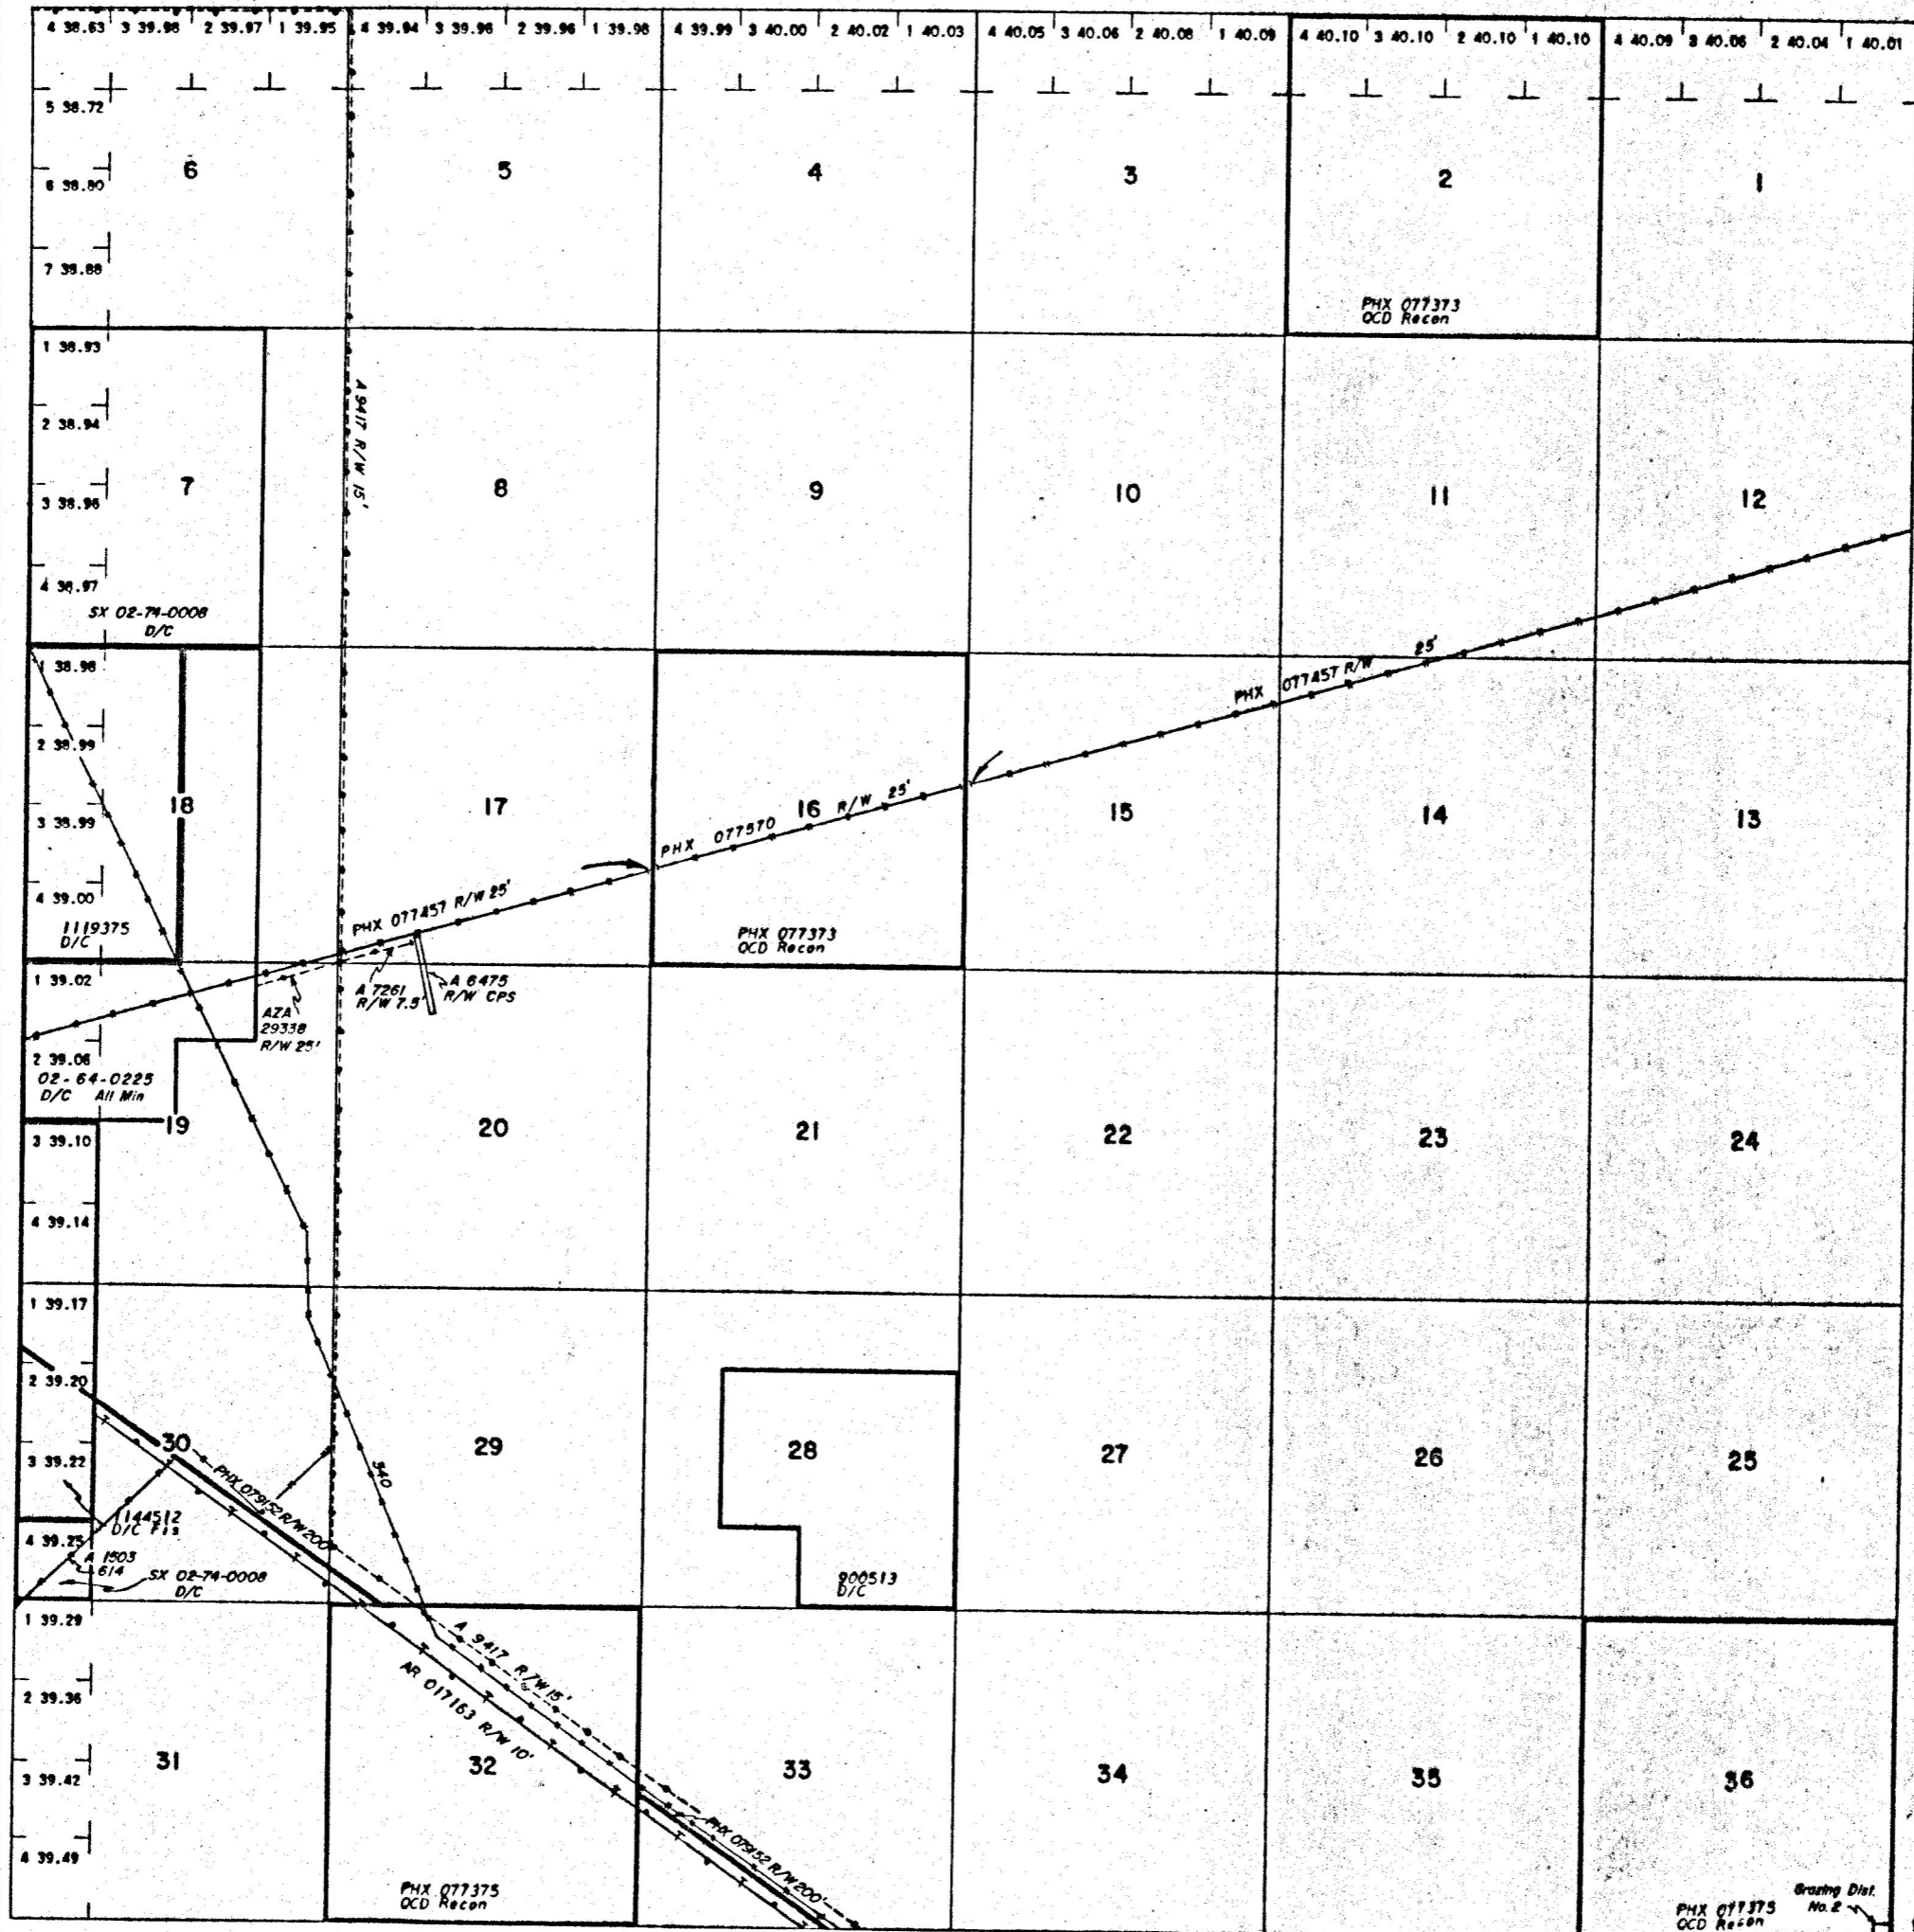 4 38.63 3 39.98 2 39.97 1 39.95 4 39.94 3 39.96 2 39.96 1 39.98 4 39.99 3 40.00 2 40.02 1 40.03 4 40.05 3 40.06 2 40.08 1 40.09 4 40.10 3 40.10 2 40.10 1 40.10 4 40.09 3 40.06 2 40.04 1 40.01
5 38.72
6 5 4 3 2 1
6 38.80
7 38.88
PHX 077373
OCD Recon
1 38.93
A 9417 R/W 15'
2 38.94
7 8 9 10 11 12
3 38.96
4 38.97
SX 02-74-0008
D/C
1 38.98
PHX 077457 R/W 25'
2 38.99
18 17 16 15 14 13
3 38.99
PHX 077570 R/W 25'
4 39.00
1119375
D/C
PHX 077457 R/W 25'
PHX 077373
OCD Recon
1 39.02
A 7261
R/W 7.5'
A 6475
R/W CPS
AZA
29338
R/W 25'
2 39.06
02-64-0225
D/C All Min
19 20 21 22 23 24
3 39.10
4 39.14
1 39.17
2 39.20
30 29 28 27 26 25
3 39.22
PHX 079152 R/W 200'
340
1144512
D/C Fis
4 39.25
A 1503
614
SX 02-74-0008
D/C
900513
D/C
1 39.29
A 9417 R/W 15'
AR 017163 R/W 10'
2 39.36
31 32 33 34 35 36
3 39.42
PHX 079152 R/W 200'
4 39.49
PHX 077375
OCD Recon
Grazing Dist.
No. 2
PHX 077375
OCD Recon